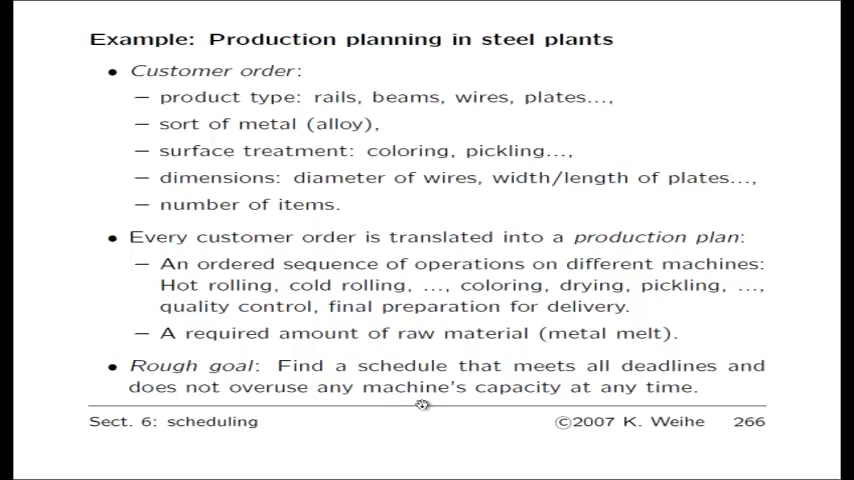 Example: Production planning in steel plants
• Customer order:
– product type: rails, beams, wires, plates...,
– sort of metal (alloy),
– surface treatment: coloring, pickling...,
– dimensions: diameter of wires, width/length of plates...,
– number of items.
• Every customer order is translated into a production plan:
– An ordered sequence of operations on different machines:
Hot rolling, cold rolling, ..., coloring, drying, pickling, ...,
quality control, final preparation for delivery.
– A required amount of raw material (metal melt).
• Rough goal: Find a schedule that meets all deadlines and
does not overuse any machine's capacity at any time.
Sect. 6: scheduling ©2007 K. Weihe 266